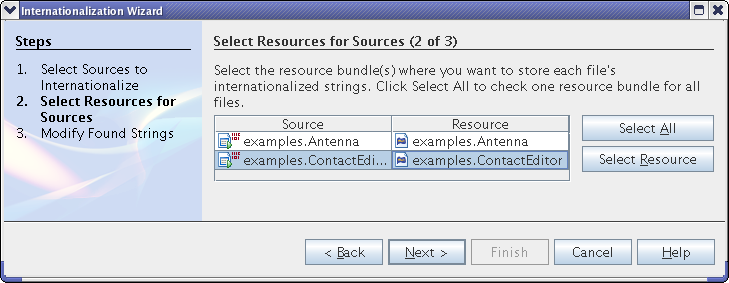 Internationalization Wizard
Steps
1. Select Sources to
Internationalize
2. Select Resources for
Sources
3. Modify Found Strings
Select Resources for Sources (2 of 3)
Select the resource bundle(s) where you want to store each file's
internationalized strings. Click Select All to check one resource bundle for all
files.
Source Resource
examples.Antenna examples.Antenna
examples.ContactEdi... examples.ContactEditor
Select All
Select Resource
< Back Next > Finish Cancel Help